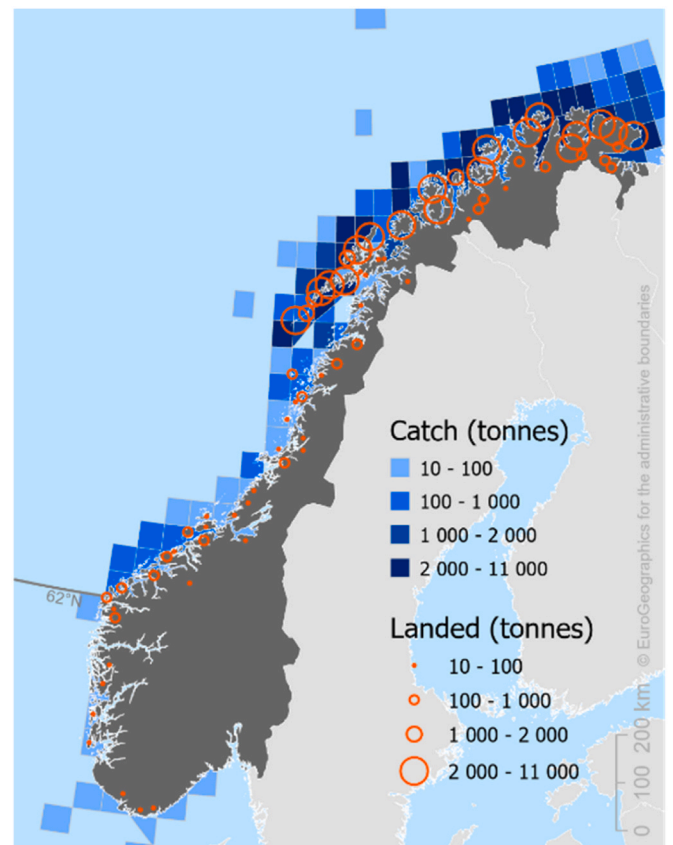 Catch (tonnes)
10 - 100
100 - 1 000
1 000 - 2 000
2 000 - 11 000
62°N
Landed (tonnes)
10 - 100
100 - 1 000
1 000 - 2 000
2 000 - 11 000
0 100 200 km
© EuroGeographics for the administrative boundaries